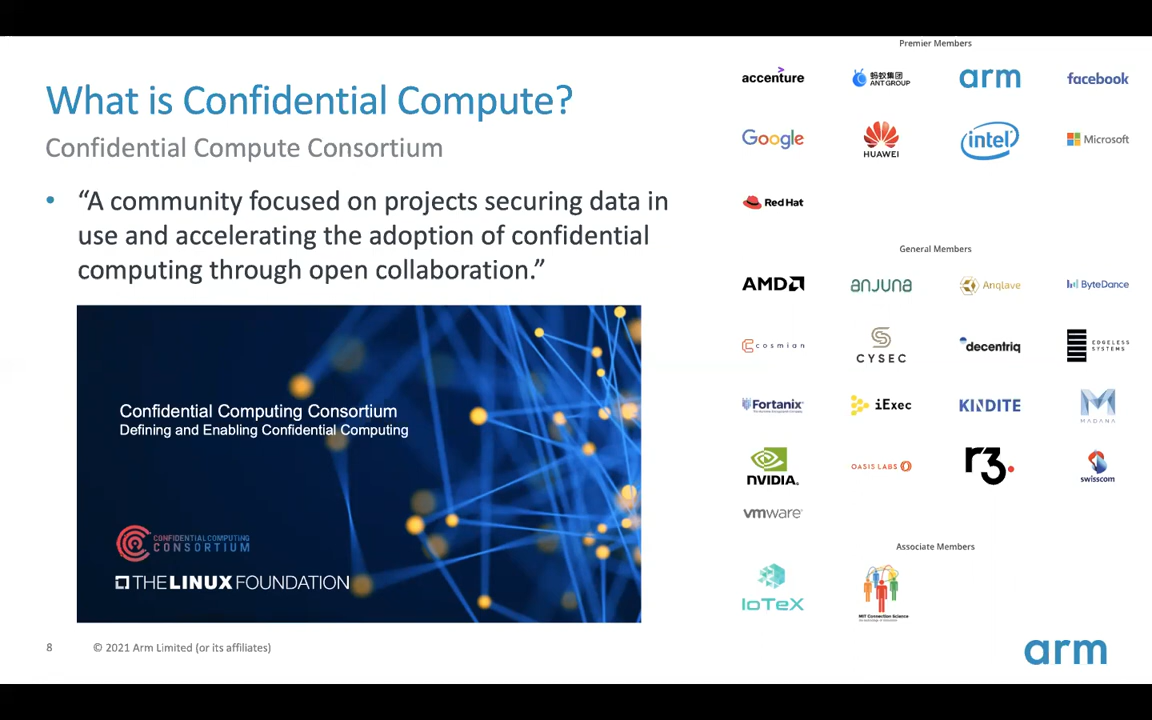 What is Confidential Compute?
Confidential Compute Consortium
• “A community focused on projects securing data in
use and accelerating the adoption of confidential
computing through open collaboration.”
Confidential Computing Consortium
Defining and Enabling Confidential Computing
CONFIDENTIAL COMPUTING
CONSORTIUM
THE LINUX FOUNDATION
Premier Members
accenture
蚂蚁集团
ANT GROUP
arm
facebook
Google
HUAWEI
intel
Microsoft
Red Hat
General Members
AMD
anjuna
Anqlave
ByteDance
cosmian
CYSEC
decentriq
EDGELESS
SYSTEMS
Fortanix
iExec
KINDITE
MADANA
NVIDIA
OASIS LABS
r3.
swisscom
vmware
Associate Members
IoTeX
MIT Connection Science
8
© 2021 Arm Limited (or its affiliates)
arm